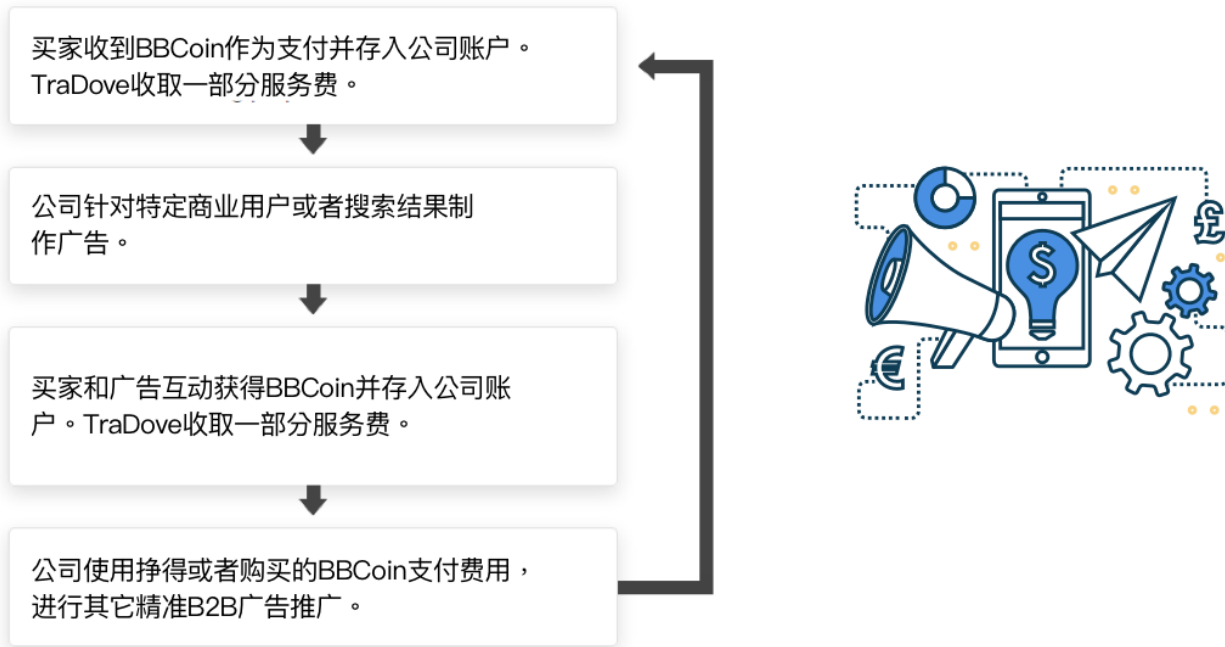 买家收到BBCoin作为支付并存入公司账户。
TraDove收取一部分服务费。
公司针对特定商业用户或者搜索结果制
作广告。
买家和广告互动获得BBCoin并存入公司账
户。TraDove收取一部分服务费。
公司使用挣得或者购买的BBCoin支付费用，
进行其它精准B2B广告推广。
$
£
€